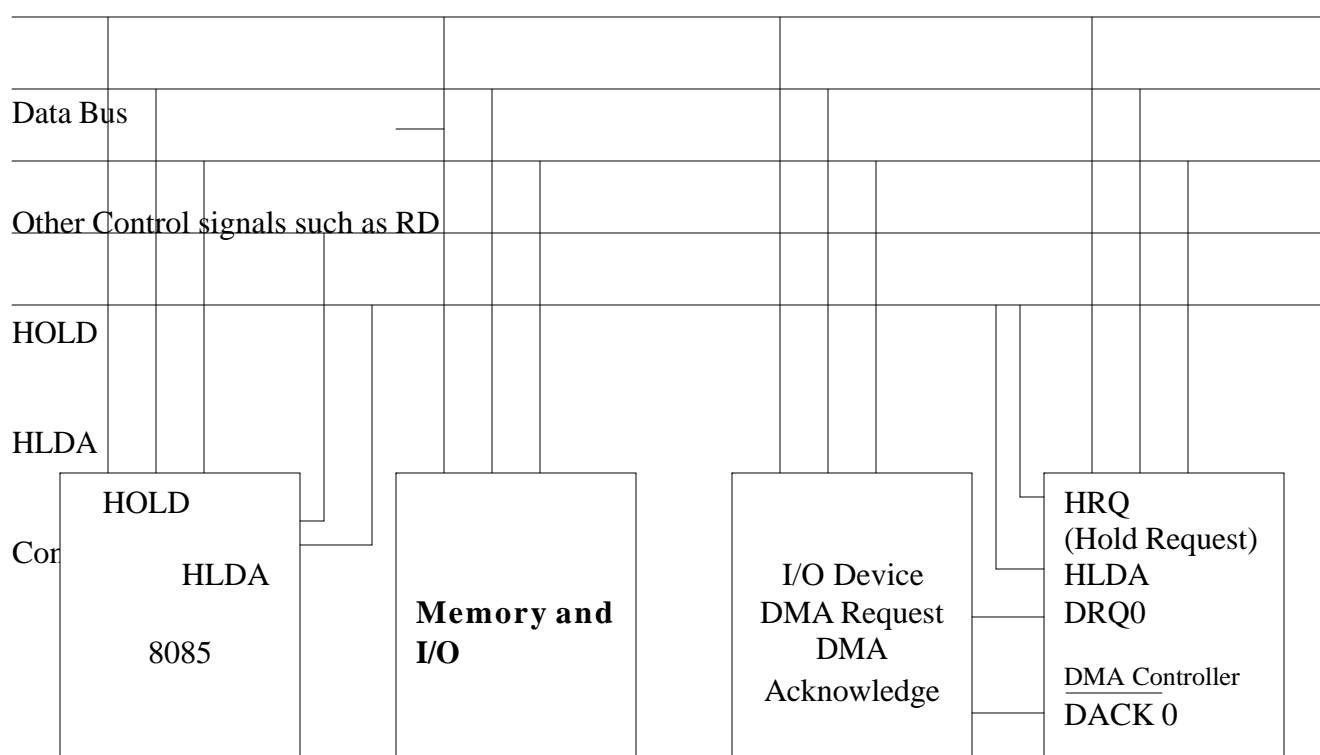 Data Bus
Other Control signals such as RD
HOLD
HLDA
Con
HOLD
HLDA
8085
Memory and
I/O
I/O Device
DMA Request
DMA
Acknowledge
HRQ
(Hold Request)
HLDA
DRQ0
DMA Controller
DACK 0